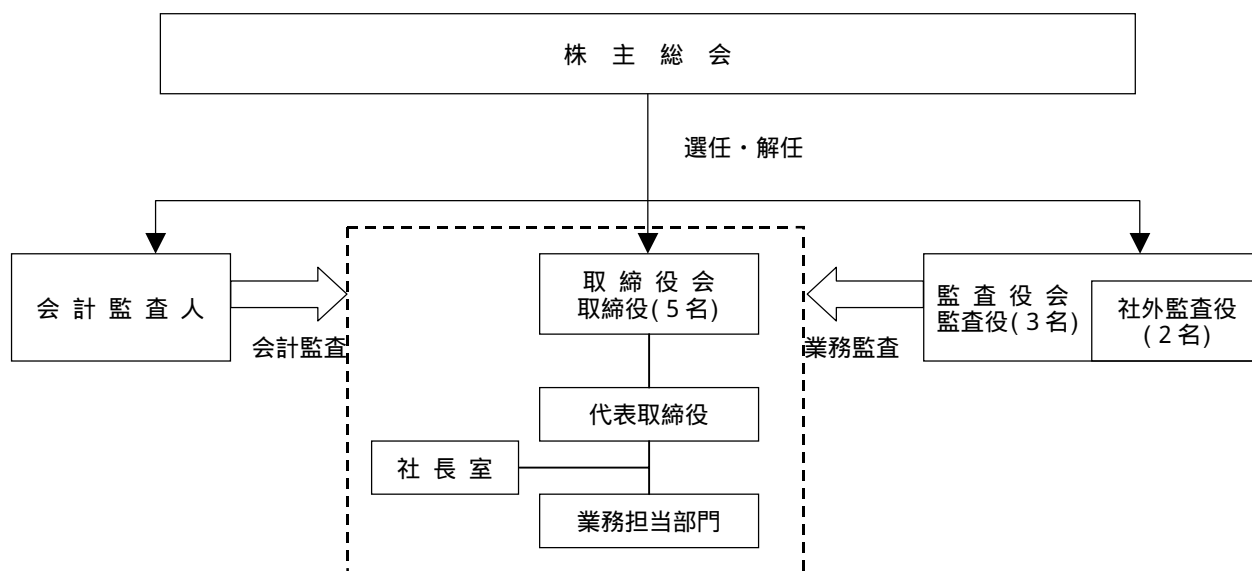 株 主 総 会
選任・解任
会 計 監 査 人
会計監査
取 締 役 会
取締役(５名)
業務監査
監 査 役 会
監査役(３名)
社外監査役
(２名)
代表取締役
社 長 室
業務担当部門